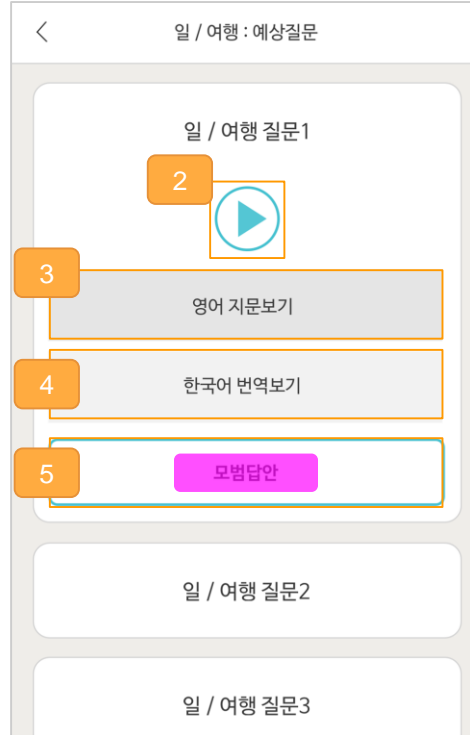 일 / 여행 : 예상질문
일 / 여행 질문1
2
3
영어 지문보기
4
한국어 번역보기
5
모범답안
일 / 여행 질문2
일 / 여행 질문3